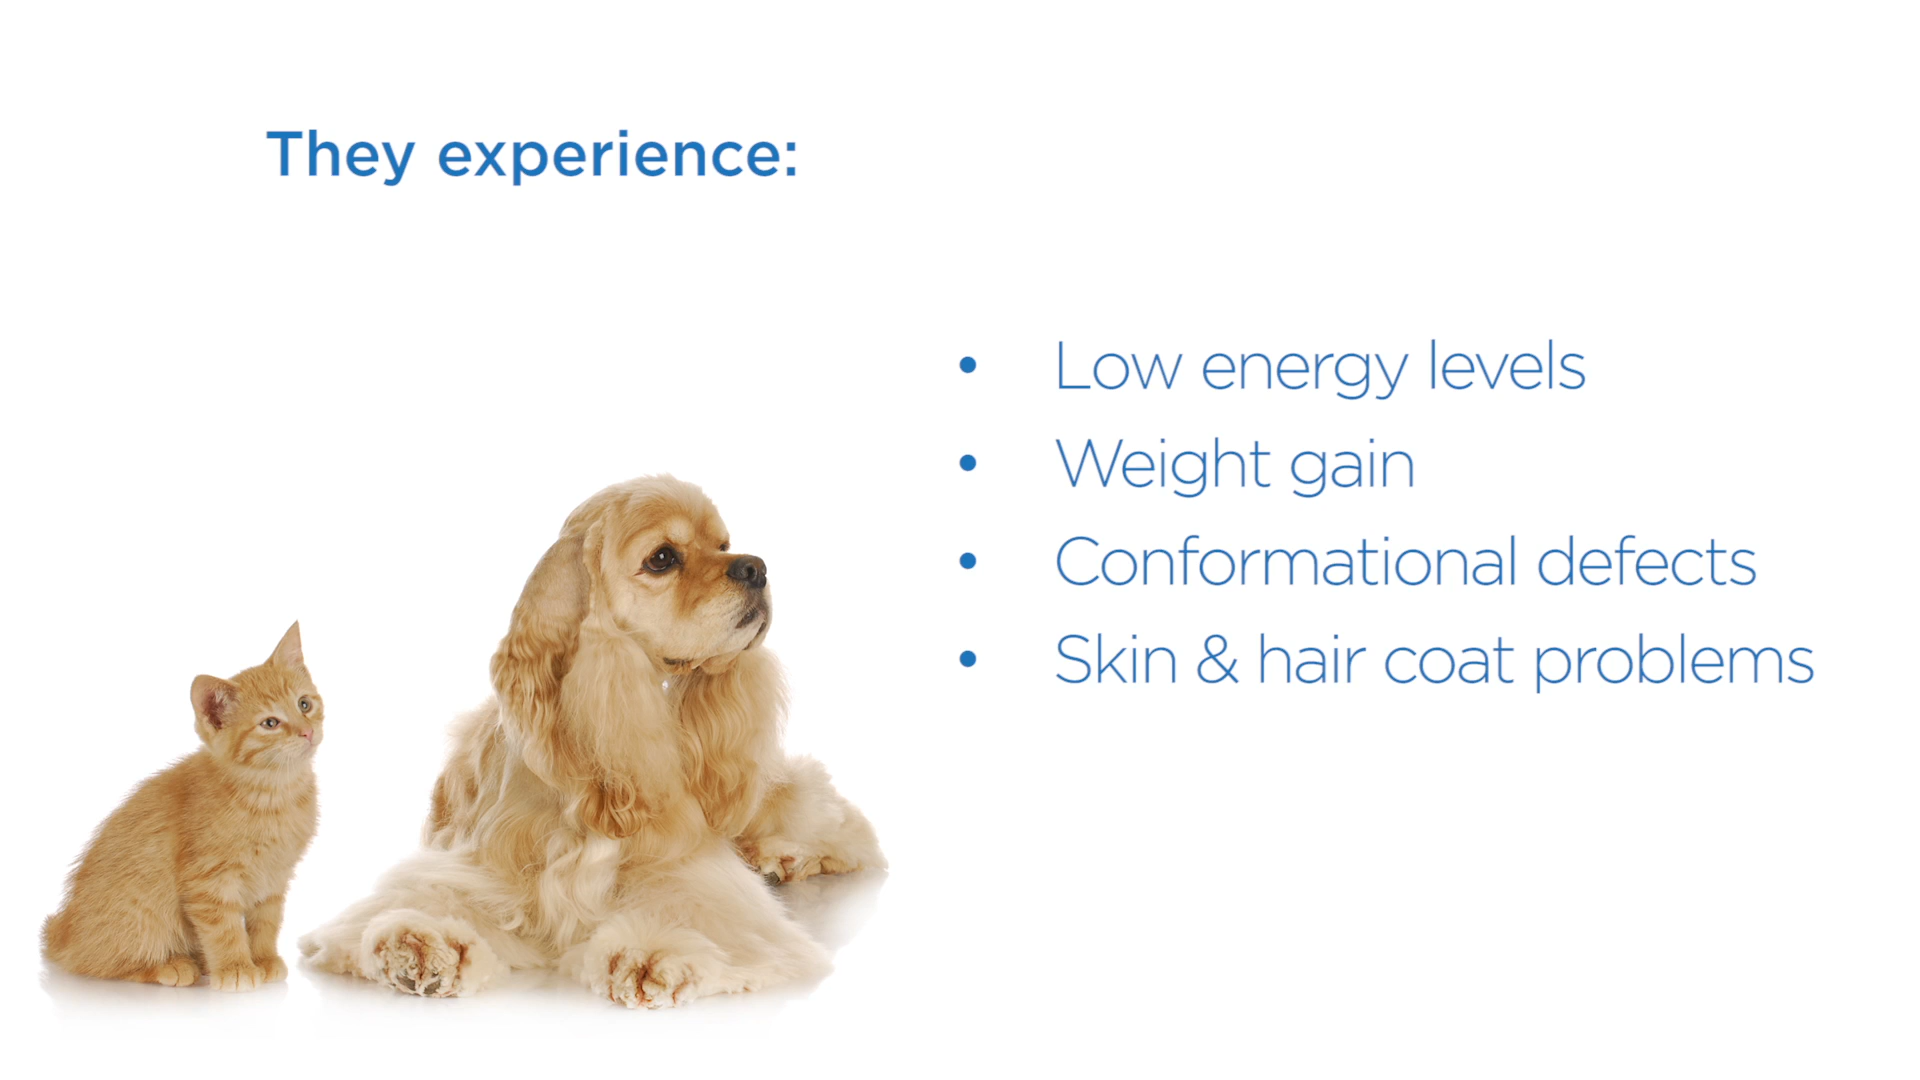 They experience:
• Low energy levels
• Weight gain
• Conformational defects
• Skin & hair coat problems